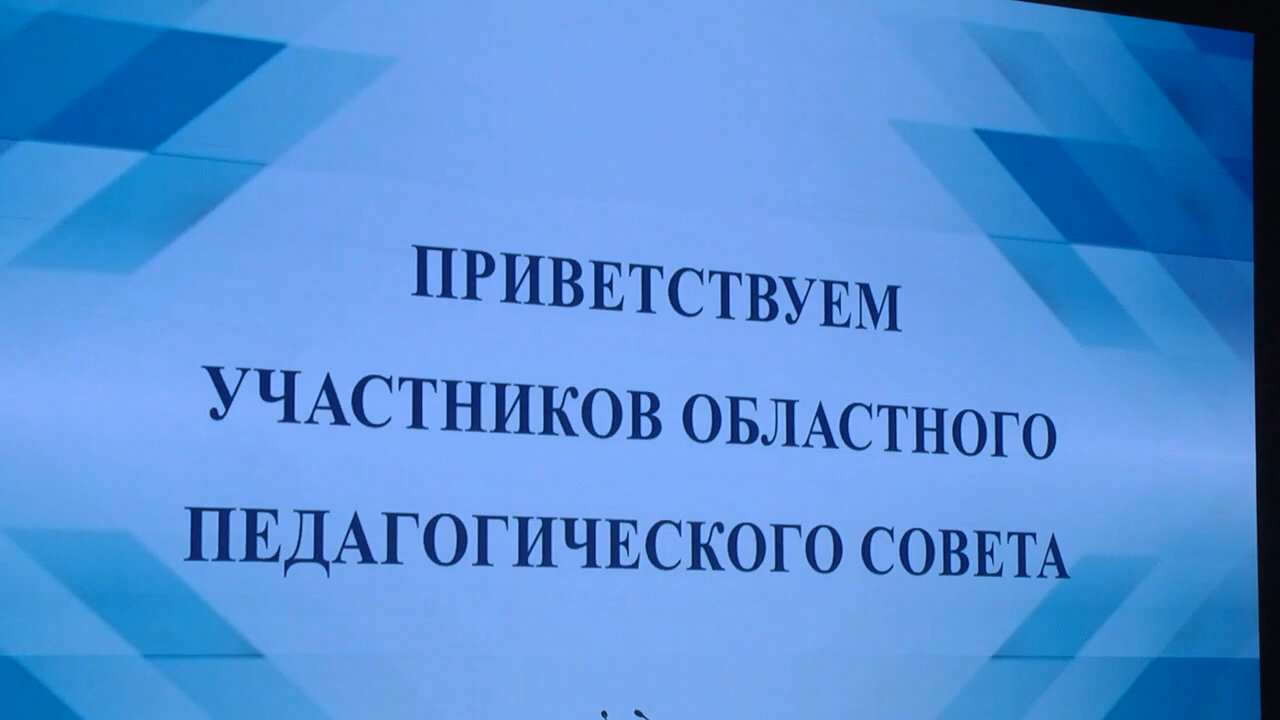 ПРИВЕТСТВУЕМ
УЧАСТНИКОВ ОБЛАСТНОГО
ПЕДАГОГИЧЕСКОГО СОВЕТА